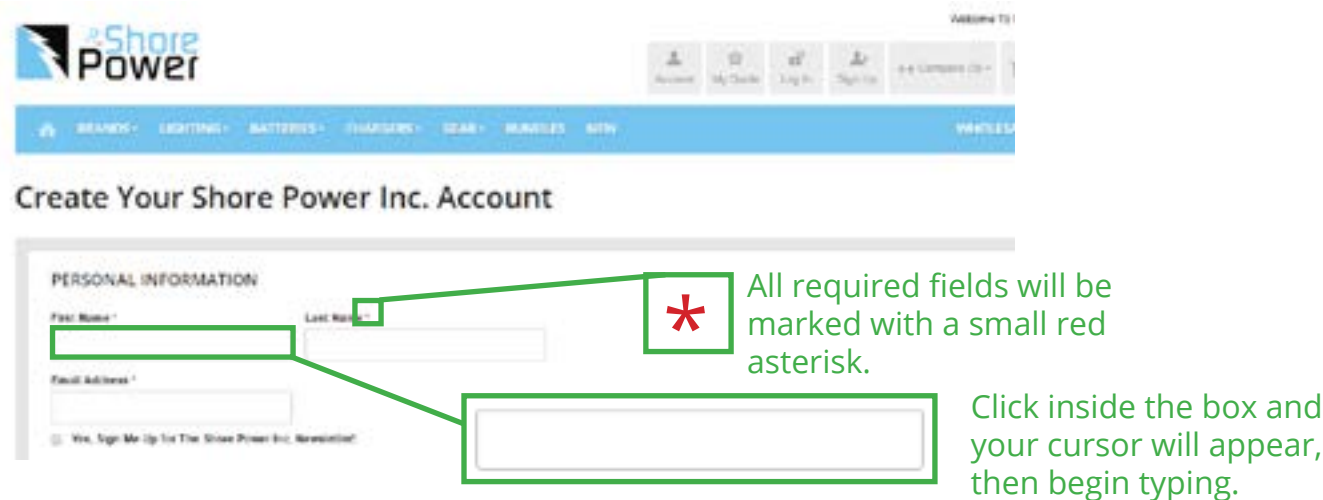 Shore
Power
Welcome To
Account
My Quote
Log In
Sign Up
BRANDS
LIGHTING
BATTERIES
CHARGERS
GEAR
BUNDLES
NEW
Create Your Shore Power Inc. Account
PERSONAL INFORMATION
First Name *
Last Name *
*
All required fields will be
marked with a small red
asterisk.
Email Address *
Yes, Sign Me Up for The Shore Power Inc. Newsletter!
Click inside the box and
your cursor will appear,
then begin typing.